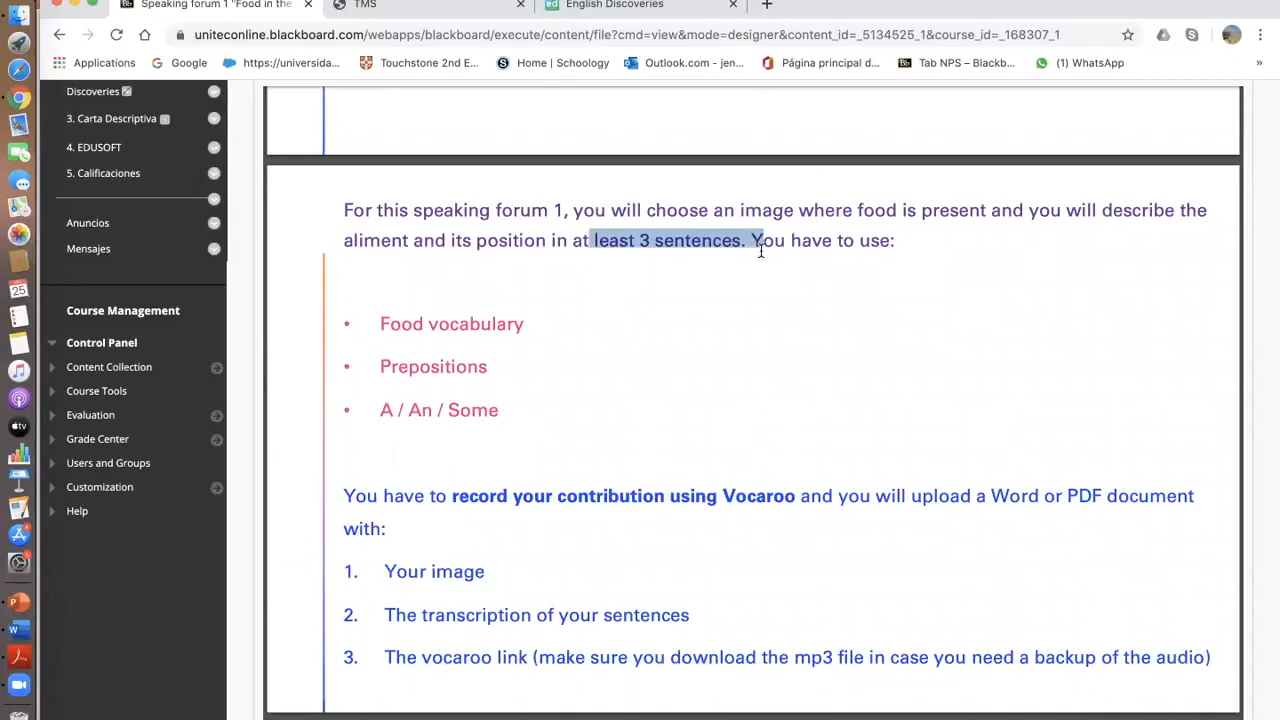 Speaking forum 1 "Food in the
TMS
English Discoveries
uniteconline.blackboard.com/webapps/blackboard/execute/content/file?cmd=view&mode=designer&content_id=_5134525_1&course_id=_168307_1
Applications
Google
https://universida...
Touchstone 2nd E...
Home | Schoology
Outlook.com - jen...
Página principal d...
Tab NPS – Blackb...
(1) WhatsApp
»
Discoveries
3. Carta Descriptiva
4. EDUSOFT
5. Calificaciones
Anuncios
Mensajes
Course Management
Control Panel
Content Collection
Course Tools
Evaluation
Grade Center
Users and Groups
Customization
Help
For this speaking forum 1, you will choose an image where food is present and you will describe the
aliment and its position in at least 3 sentences. You have to use:
• Food vocabulary
• Prepositions
• A / An / Some
You have to record your contribution using Vocaroo and you will upload a Word or PDF document
with:
1. Your image
2. The transcription of your sentences
3. The vocaroo link (make sure you download the mp3 file in case you need a backup of the audio)